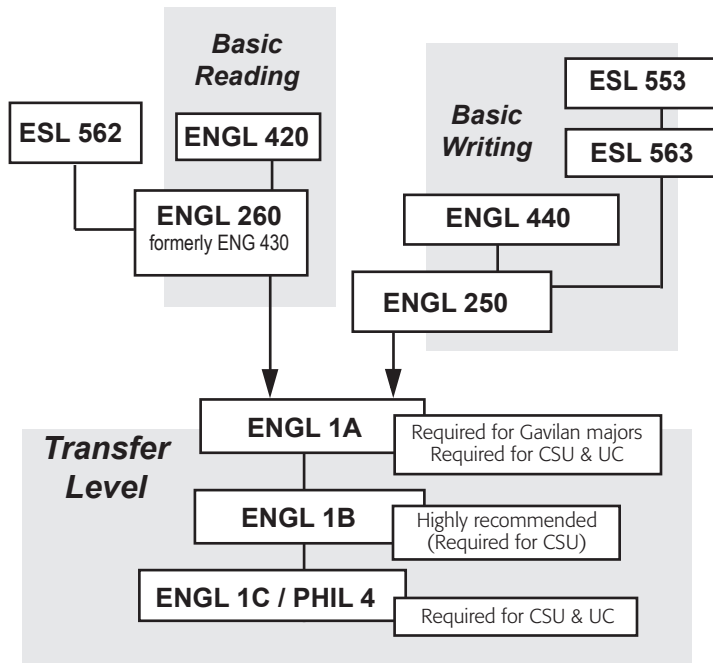 Basic
Reading
ESL 562
ENGL 420
ENGL 260
formerly ENG 430
Basic
Writing
ESL 553
ESL 563
ENGL 440
ENGL 250
Transfer
Level
ENGL 1A
Required for Gavilan majors
Required for CSU & UC
ENGL 1B
Highly recommended
(Required for CSU)
ENGL 1C / PHIL 4
Required for CSU & UC